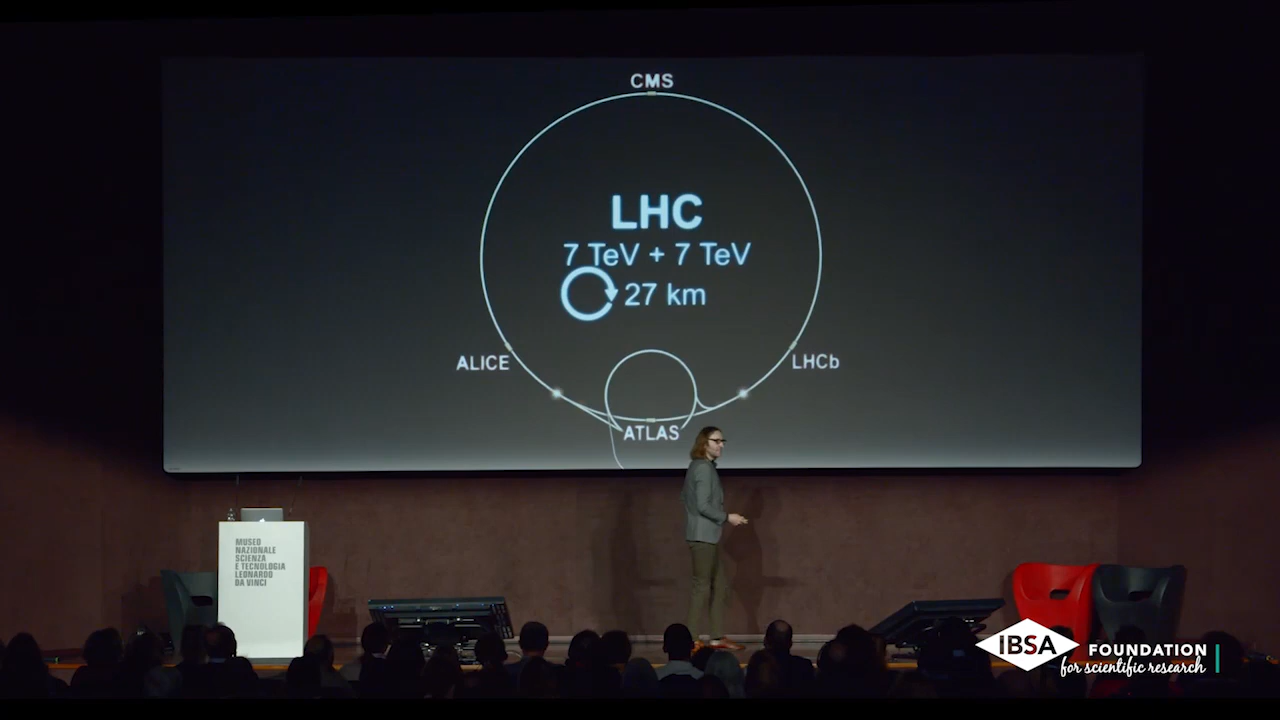 CMS
LHC
7 TeV + 7 TeV
27 km
ALICE
LHCb
ATLAS
MUSEO
NAZIONALE
SCIENZA
E TECNOLOGIA
LEONARDO
DA VINCI
IBSA FOUNDATION
for scientific research